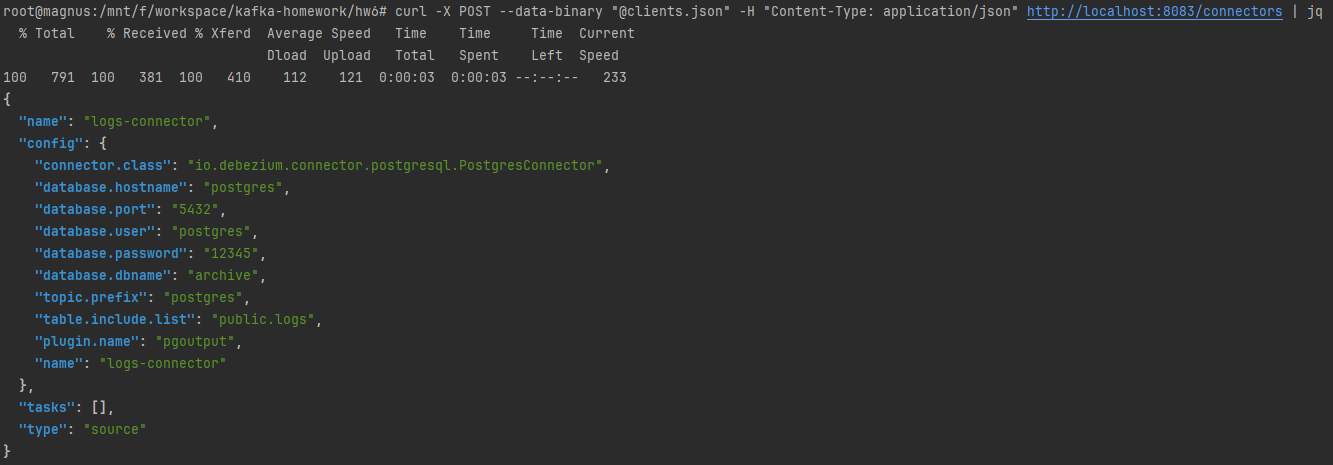 root@magnus:/mnt/f/workspace/kafka-homework/hw6# curl -X POST --data-binary "@clients.json" -H "Content-Type: application/json" http://localhost:8083/connectors | jq
  % Total    % Received % Xferd  Average Speed   Time    Time     Time  Current
                                 Dload  Upload   Total   Spent    Left  Speed
100   791  100   381  100   410    112    121  0:00:03  0:00:03 --:--:--   233
{
  "name": "logs-connector",
  "config": {
    "connector.class": "io.debezium.connector.postgresql.PostgresConnector",
    "database.hostname": "postgres",
    "database.port": "5432",
    "database.user": "postgres",
    "database.password": "12345",
    "database.dbname": "archive",
    "topic.prefix": "postgres",
    "table.include.list": "public.logs",
    "plugin.name": "pgoutput",
    "name": "logs-connector"
  },
  "tasks": [],
  "type": "source"
}